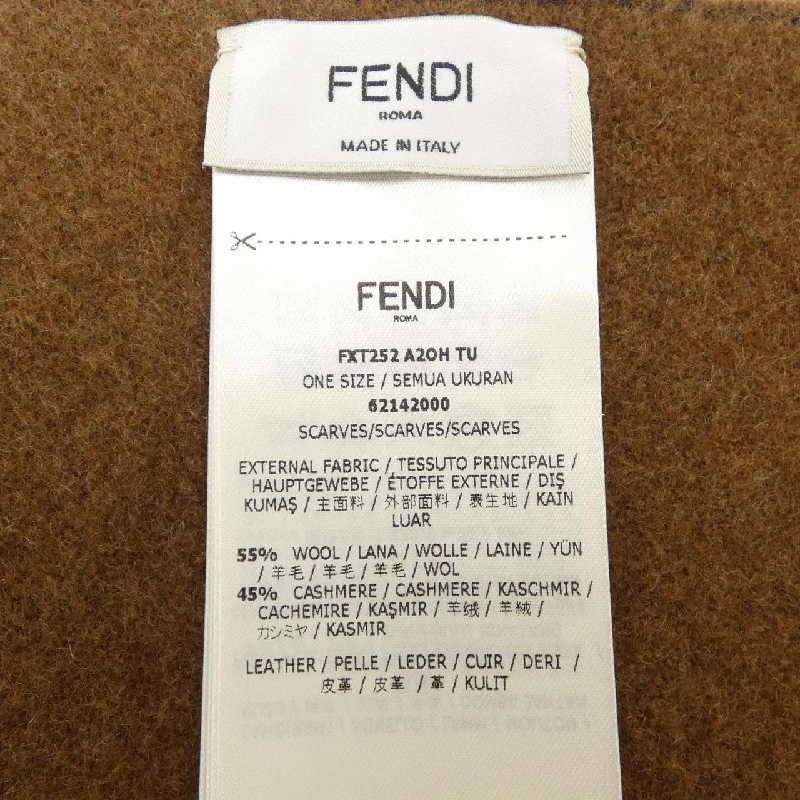 FENDI
ROMA
MADE IN ITALY
FENDI
ROMA
FXT252 A2OH TU
ONE SIZE / SEMUA UKURAN
62142000
SCARVES/SCARVES/SCARVES
EXTERNAL FABRIC / TESSUTO PRINCIPALE /
HAUPTGEWEBE / ÉTOFFE EXTERNE / DIŞ
KUMAŞ / 主面料 / 外部面料 / 表生地 / KAIN
LUAR
55% WOOL / LANA / WOLLE / LAINE / YÜN
/ 羊毛 / 羊毛 / 羊毛 / WOL
45% CASHMERE / CASHMERE / KASCHMIR /
CACHEMIRE / KAŞMIR / 羊绒 / 羊絨 /
カシミヤ / KASMIR
LEATHER / PELLE / LEDER / CUIR / DERI /
皮革 / 皮革 / 革 / KULIT